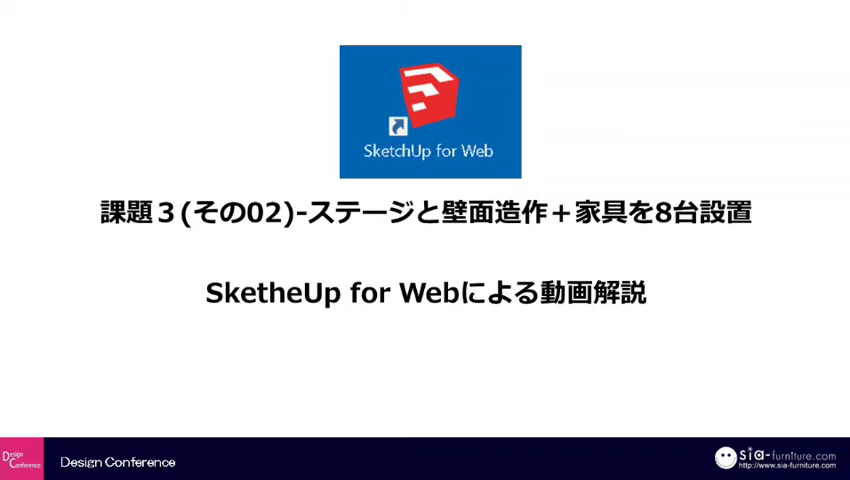 SketchUp for Web
課題３(その02)-ステージと壁面造作＋家具を8台設置
SketheUp for Webによる動画解説
Design
Conference
Design Conference
sia-furniture.com
http://www.sia-furniture.com